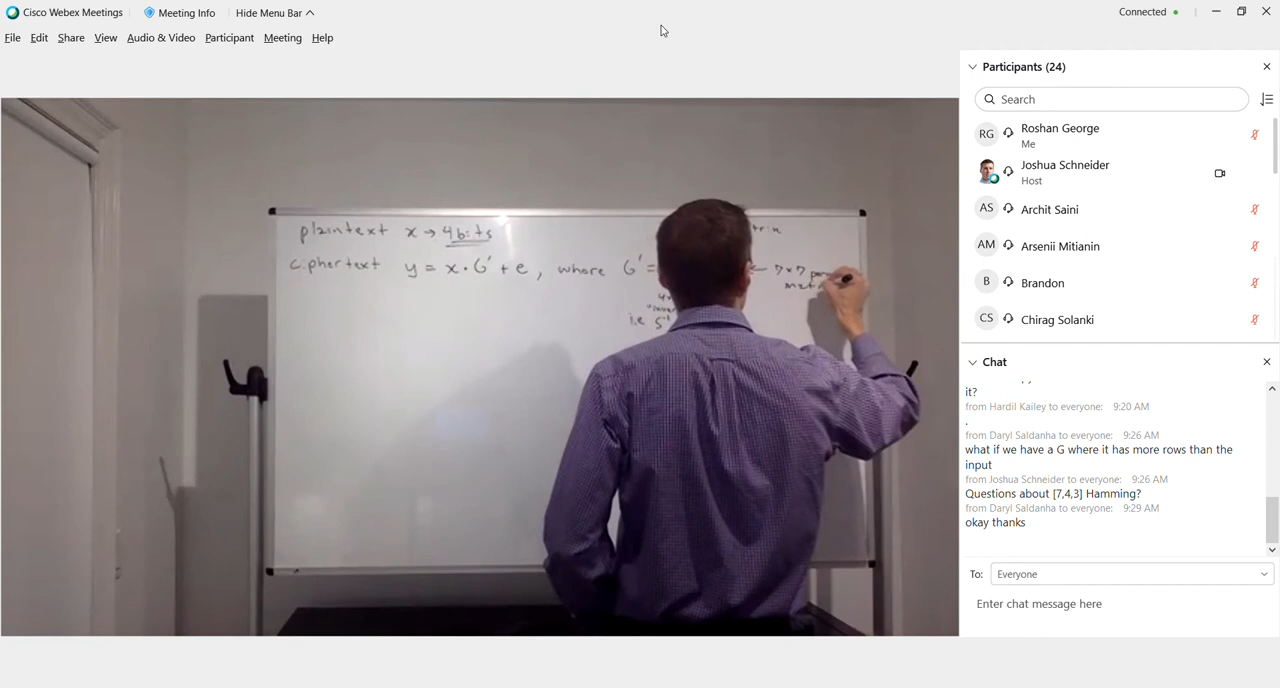 Cisco Webex Meetings Meeting Info Hide Menu Bar Connected
File Edit Share View Audio & Video Participant Meeting Help
plaintext x → 4 bits
ciphertext y = x · G' + e, where G' = ← 7×7
i.e S⁻¹
Participants (24)
Search
RG Roshan George
Me
Joshua Schneider
Host
AS Archit Saini
AM Arsenii Mitianin
B Brandon
CS Chirag Solanki
Chat
it?
from Hardil Kailey to everyone: 9:20 AM
.
from Daryl Saldanha to everyone: 9:26 AM
what if we have a G where it has more rows than the
input
from Joshua Schneider to everyone: 9:26 AM
Questions about [7,4,3] Hamming?
from Daryl Saldanha to everyone: 9:29 AM
okay thanks
To: Everyone
Enter chat message here